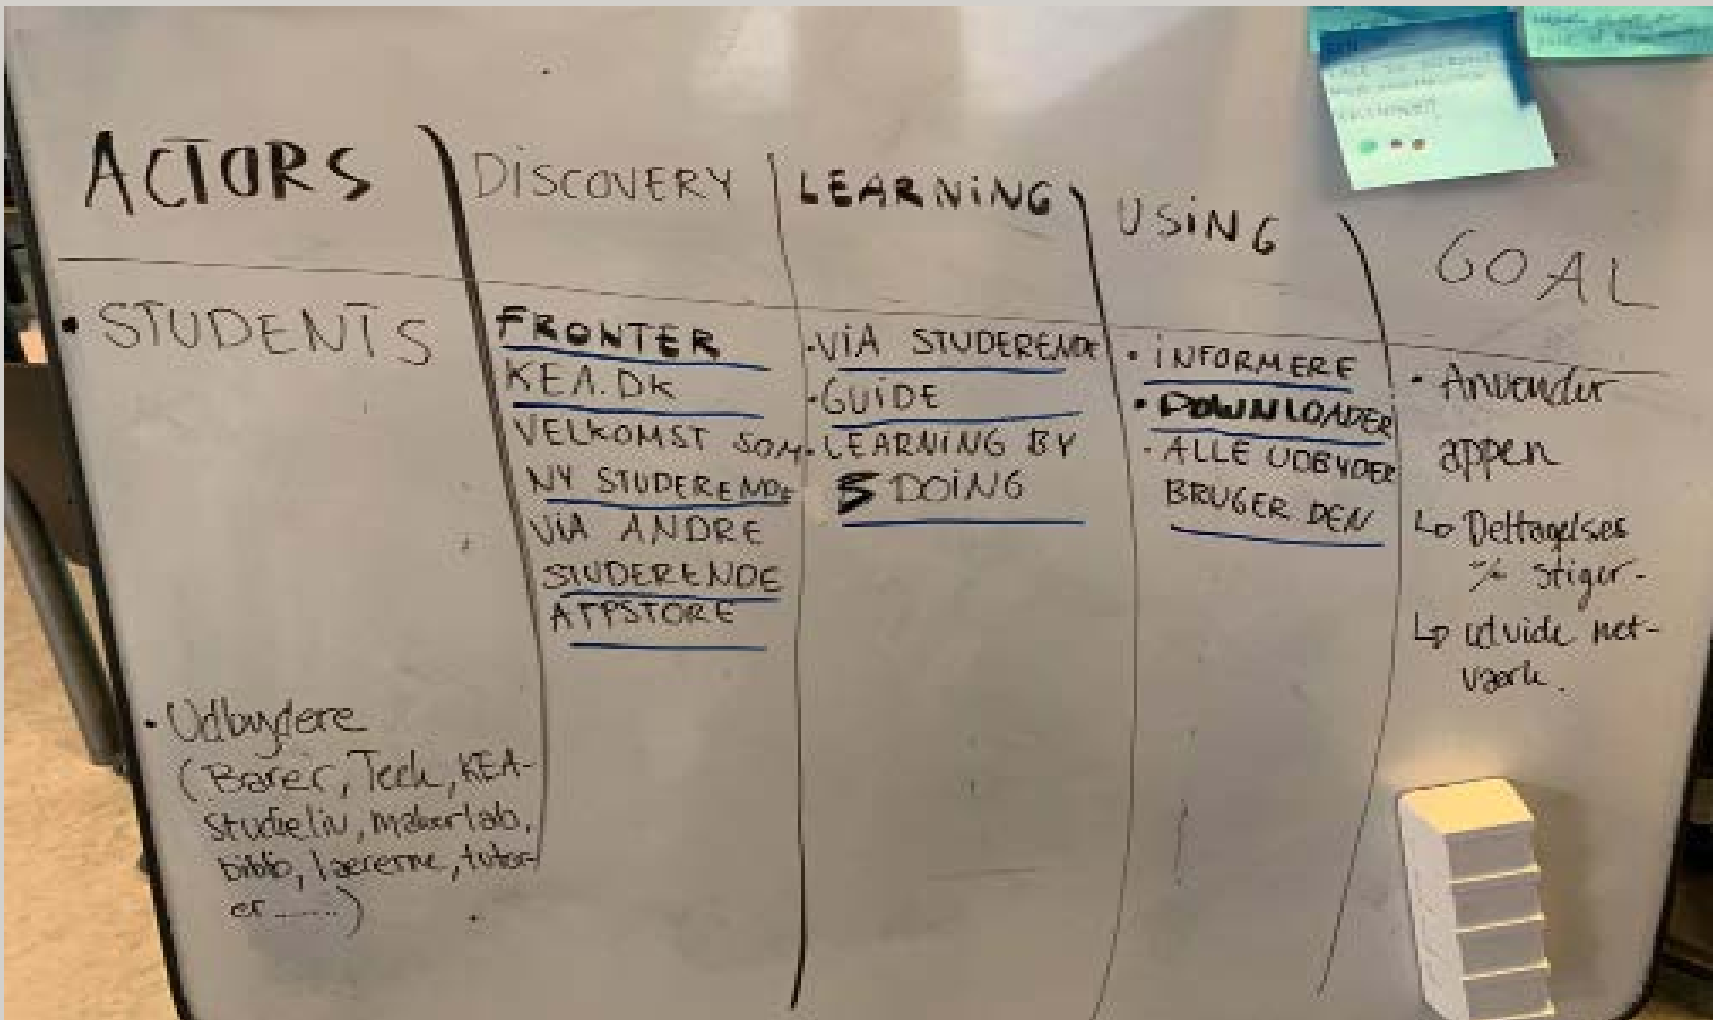 ACTORS
DISCOVERY
LEARNING
USING
GOAL
• STUDENTS
FRONTER
KEA.DK
VELKOMST SOM
NY STUDERENDE
VIA ANDRE
STUDERENDE
APPSTORE
• VIA STUDERENDE
• GUIDE
• LEARNING BY
DOING
• INFORMERE
• DOWNLOADER
• ALLE UDBYDER
BRUGER DEN
• Anvender
appen
↳ Deltagelses
% stiger.
↳ udvide net-
værk.
• Udbydere
(Barer, Tech, KEA-
studieliv, makerlab,
biblio, lærerne, tutor-
er ......)